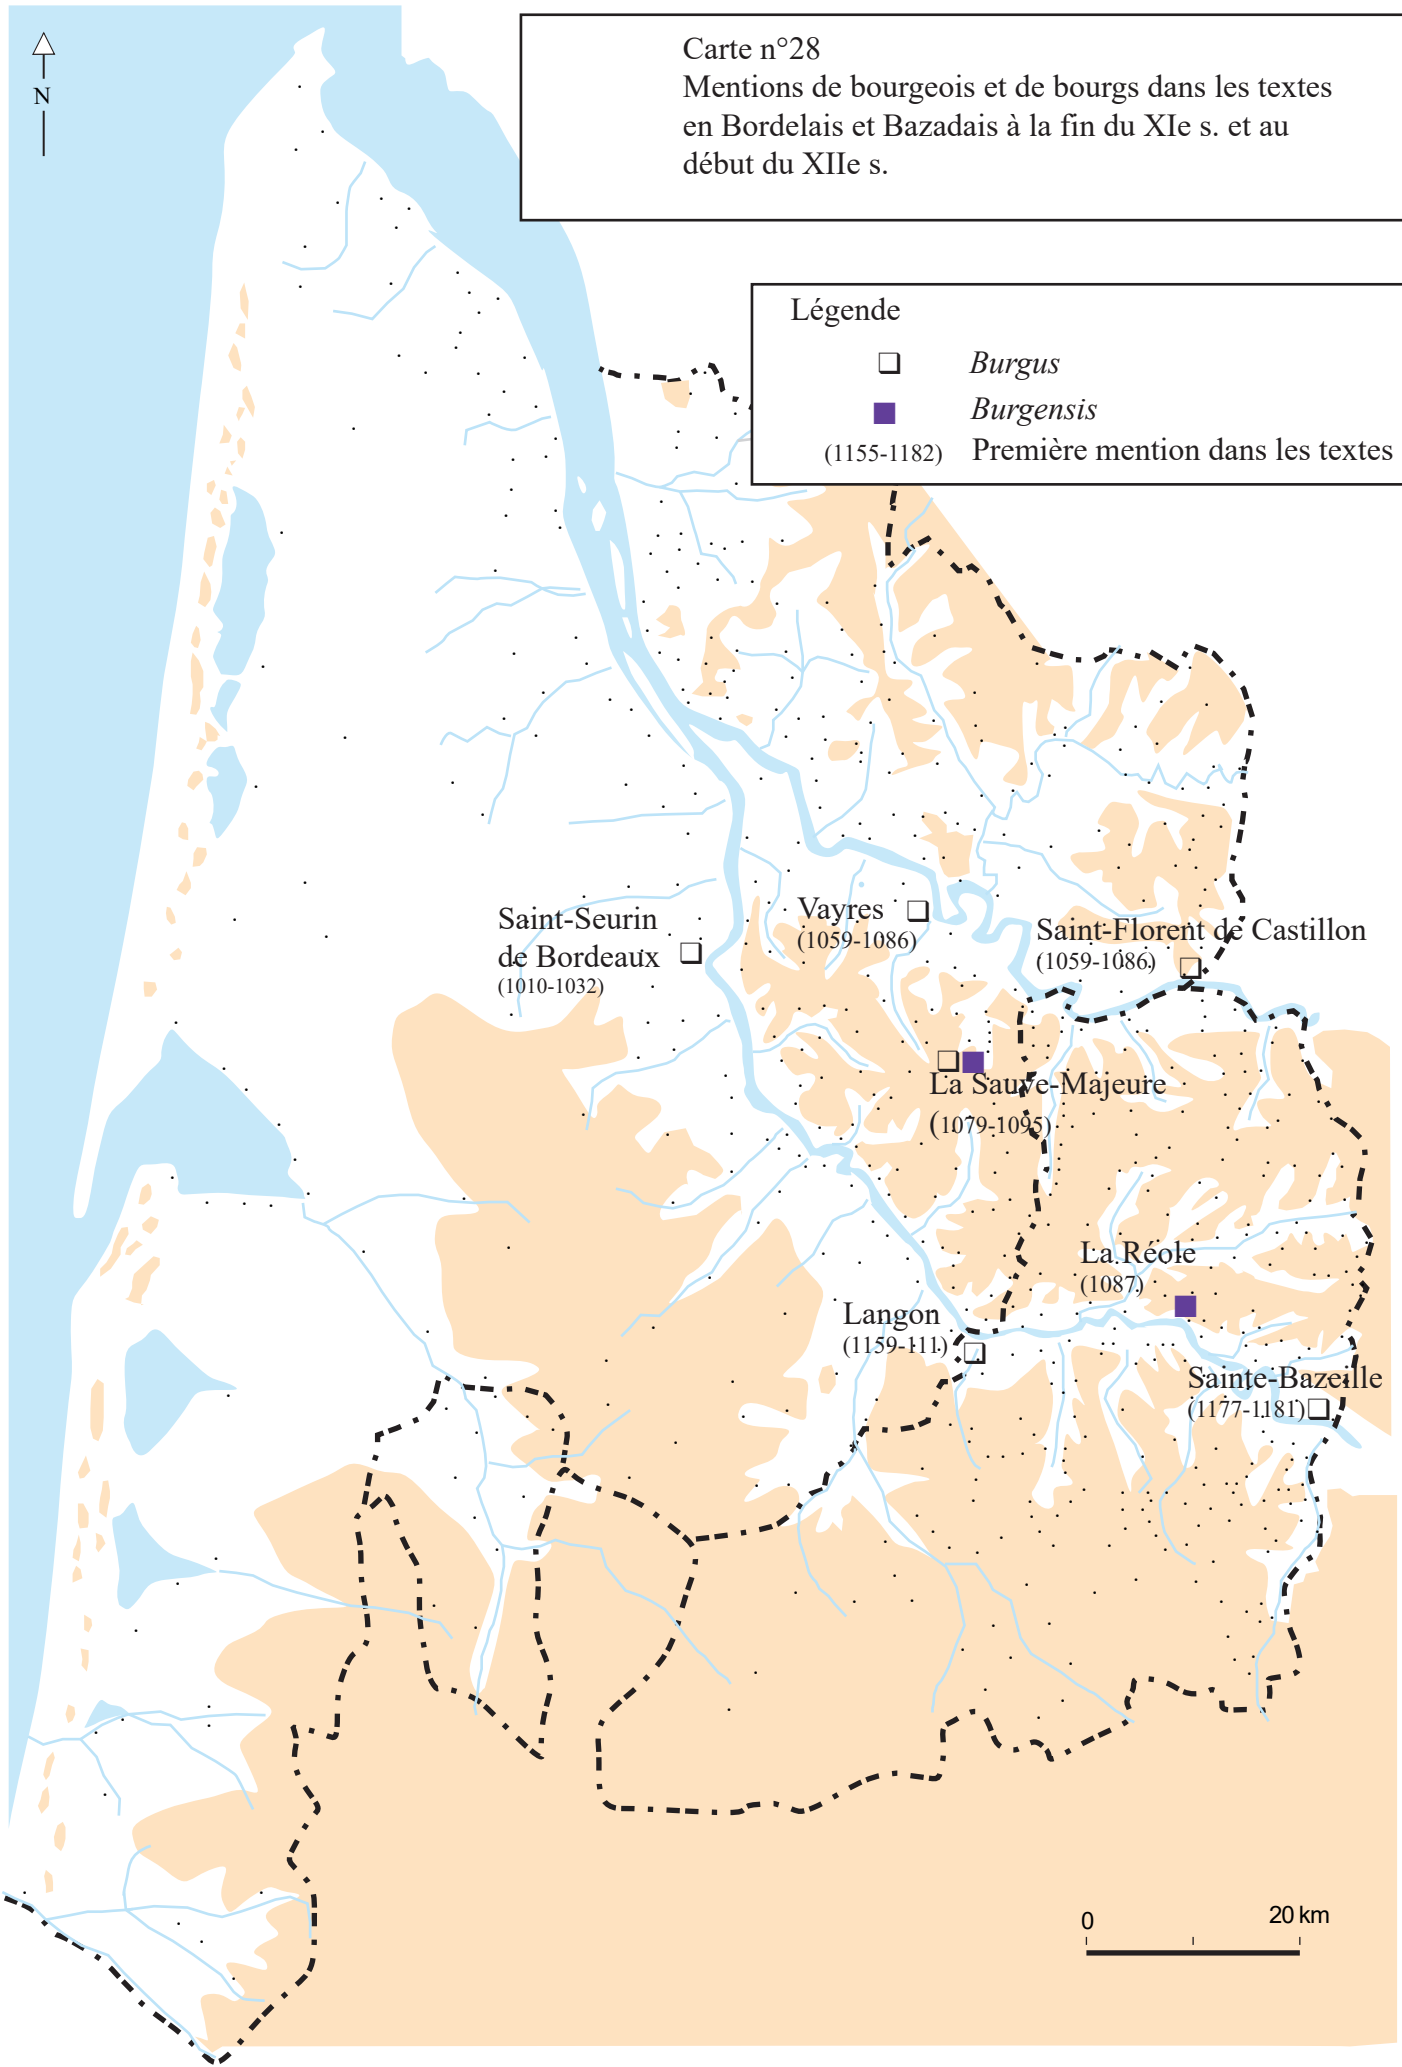 N
Carte n°28
Mentions de bourgeois et de bourgs dans les textes
en Bordelais et Bazadais à la fin du XIe s. et au
début du XIIe s.
Légende
Burgus
Burgensis
(1155-1182) Première mention dans les textes
Saint-Seurin
de Bordeaux
(1010-1032)
Vayres
(1059-1086)
Saint-Florent de Castillon
(1059-1086)
La Sauve-Majeure
(1079-1095)
La Réole
(1087)
Langon
(1159-111.)
Sainte-Bazeille
(1177-1181)
0 20 km